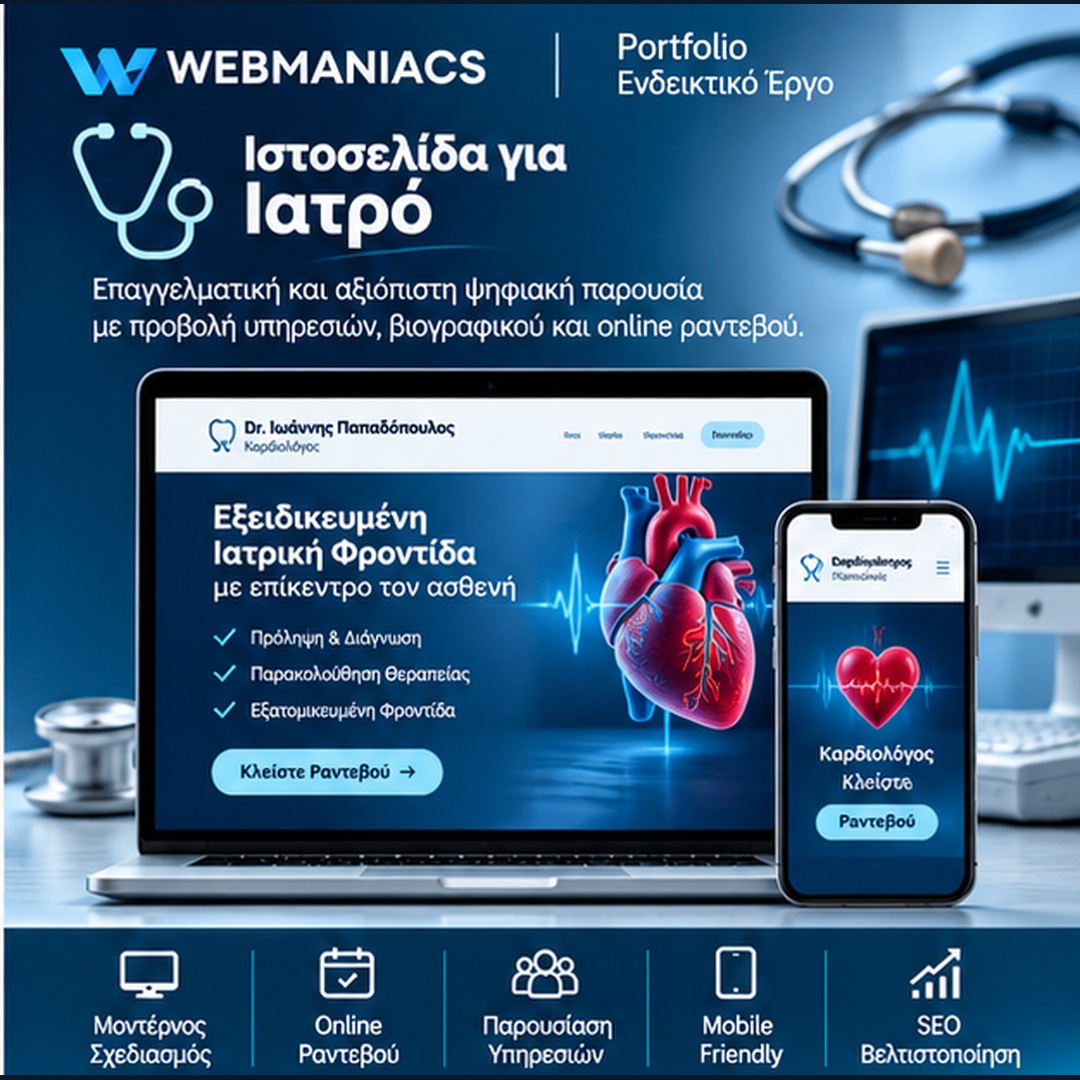 WEBMANIACS
Portfolio
Ενδεικτικό Έργο
Ιστοσελίδα για
Ιατρό
Επαγγελματική και αξιόπιστη ψηφιακή παρουσία
με προβολή υπηρεσιών, βιογραφικού και online ραντεβού.
Dr. Ιωάννης Παπαδόπουλος
Καρδιολόγος
Εξειδικευμένη
Ιατρική Φροντίδα
με επίκεντρο τον ασθενή
Πρόληψη & Διάγνωση
Παρακολούθηση Θεραπείας
Εξατομικευμένη Φροντίδα
Κλείστε Ραντεβού →
Καρδιολόγος
Κλείστε
Ραντεβού
Μοντέρνος
Σχεδιασμός
Online
Ραντεβού
Παρουσίαση
Υπηρεσιών
Mobile
Friendly
SEO
Βελτιστοποίηση